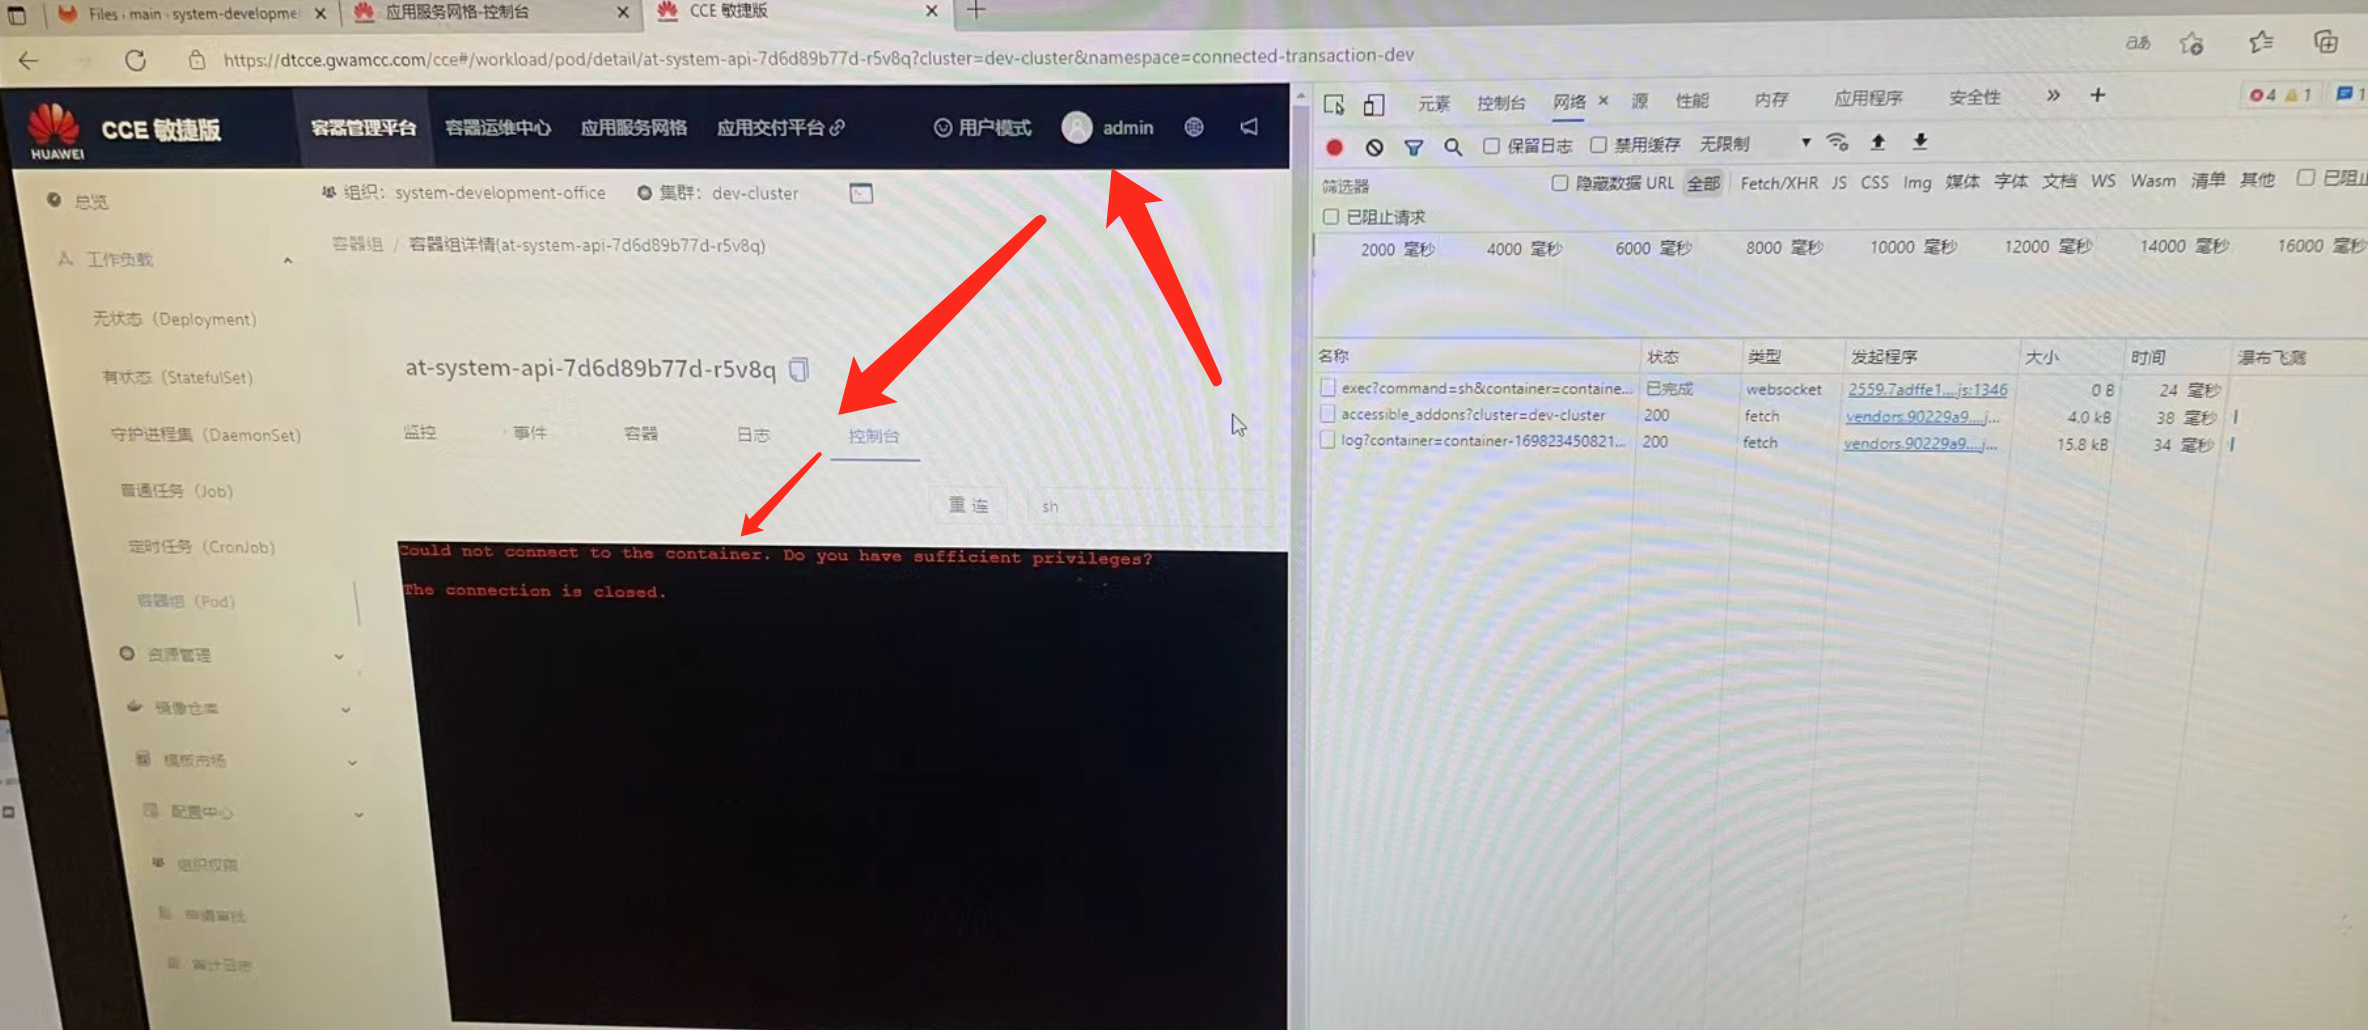 Files · main · system-developme
应用服务网格-控制台
CCE 敏捷版
https://dtcce.gwamcc.com/cce#/workload/pod/detail/at-system-api-7d6d89b77d-r5v8q?cluster=dev-cluster&namespace=connected-transaction-dev
aあ
HUAWEI
CCE 敏捷版
容器管理平台
容器运维中心
应用服务网格
应用交付平台
用户模式
admin
组织: system-development-office
集群: dev-cluster
容器组 / 容器组详情(at-system-api-7d6d89b77d-r5v8q)
总览
工作负载
无状态 (Deployment)
有状态 (StatefulSet)
守护进程集 (DaemonSet)
普通任务 (Job)
定时任务 (CronJob)
容器组 (Pod)
资源管理
镜像仓库
模板市场
配置中心
组织权限
申请审批
审计日志
at-system-api-7d6d89b77d-r5v8q
监控
事件
容器
日志
控制台
重连
sh
Could not connect to the container. Do you have sufficient privileges?
The connection is closed.
元素
控制台
网络
源
性能
内存
应用程序
安全性
4
1
1
保留日志
禁用缓存
无限制
筛选器
隐藏数据 URL
全部
Fetch/XHR JS CSS Img 媒体 字体 文档 WS Wasm 清单 其他
已阻止
已阻止请求
2000 毫秒
4000 毫秒
6000 毫秒
8000 毫秒
10000 毫秒
12000 毫秒
14000 毫秒
16000 毫秒
名称 状态 类型 发起程序 大小 时间 瀑布
exec?command=sh&container=containe... 已完成 websocket 2559.7adffe1....js:1346 0 B 24 毫秒
accessible_addons?cluster=dev-cluster 200 fetch vendors.90229a9....j... 4.0 kB 38 毫秒
log?container=container-169823450821... 200 fetch vendors.90229a9....j... 15.8 kB 34 毫秒